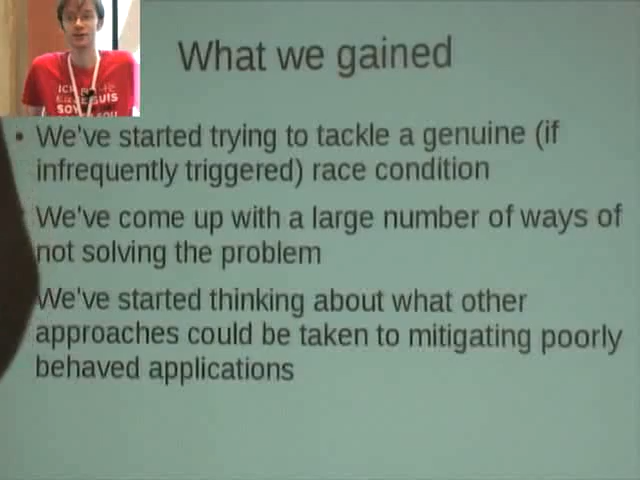 What we gained
• We've started trying to tackle a genuine (if
infrequently triggered) race condition
We've come up with a large number of ways of
not solving the problem
We've started thinking about what other
approaches could be taken to mitigating poorly
behaved applications